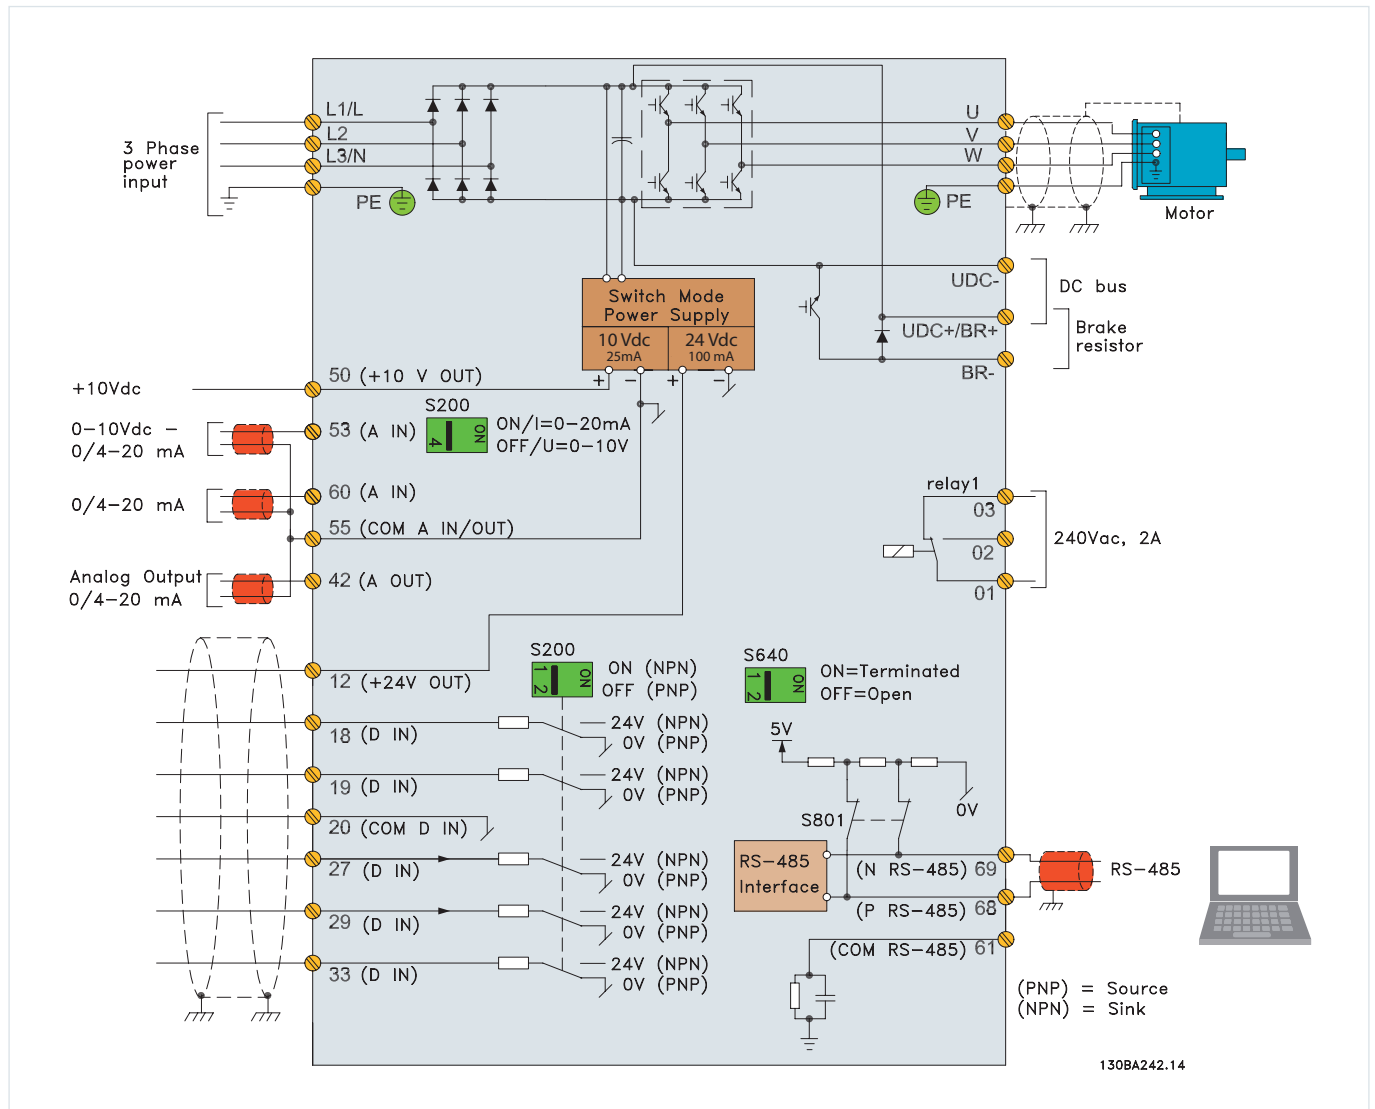 3 Phase
power
input
L1/L
L2
L3/N
PE
U
V
W
PE
Motor
UDC-
DC bus
UDC+/BR+
Brake
resistor
BR-
Switch Mode
Power Supply
10 Vdc
25mA
24 Vdc
100 mA
+ − + −
+10Vdc
50 (+10 V OUT)
S200
4
ON
ON/I=0-20mA
OFF/U=0-10V
0-10Vdc -
0/4-20 mA
53 (A IN)
0/4-20 mA
60 (A IN)
55 (COM A IN/OUT)
Analog Output
0/4-20 mA
42 (A OUT)
relay1
03
02
01
240Vac, 2A
12 (+24V OUT)
S200
1 2
ON
ON (NPN)
OFF (PNP)
S640
1 2
ON
ON=Terminated
OFF=Open
18 (D IN)
24V (NPN)
0V (PNP)
19 (D IN)
24V (NPN)
0V (PNP)
20 (COM D IN)
27 (D IN)
24V (NPN)
0V (PNP)
29 (D IN)
24V (NPN)
0V (PNP)
33 (D IN)
24V (NPN)
0V (PNP)
5V
0V
S801
RS-485
Interface
(N RS-485) 69
(P RS-485) 68
(COM RS-485) 61
RS-485
(PNP) = Source
(NPN) = Sink
130BA242.14